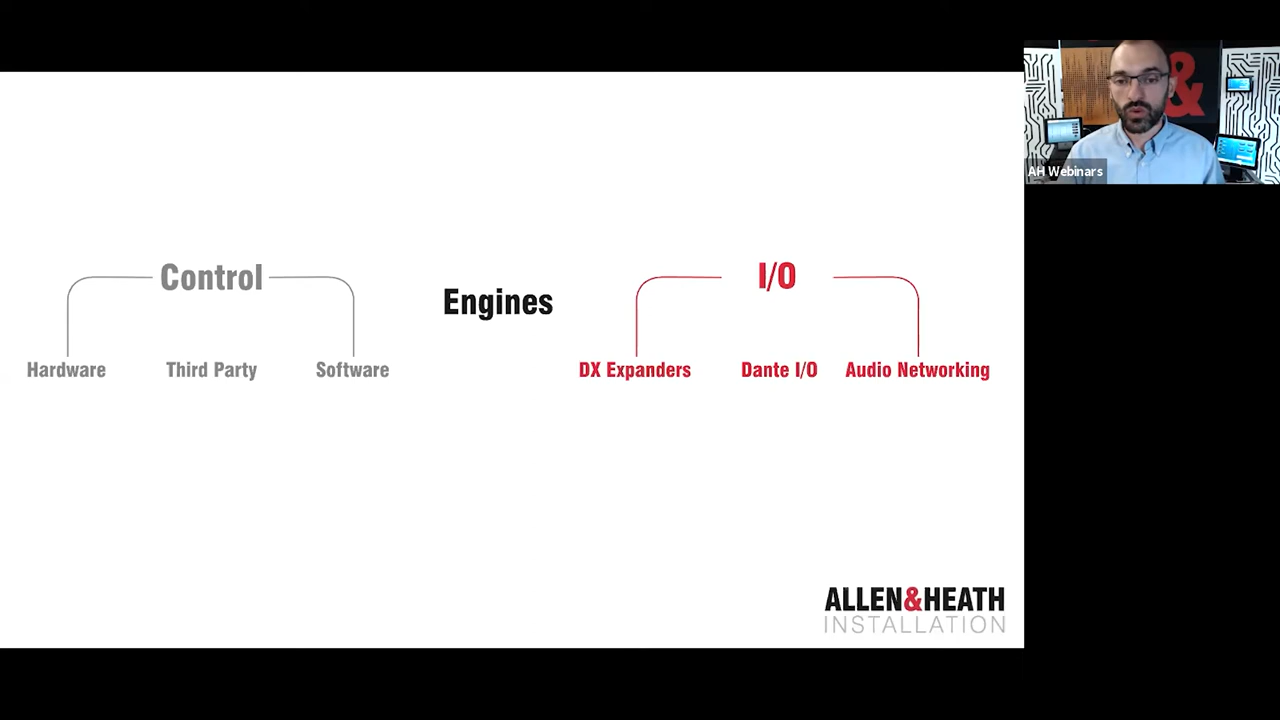 AH Webinars
Control
Engines
I/O
Hardware
Third Party
Software
DX Expanders
Dante I/O
Audio Networking
ALLEN&HEATH
INSTALLATION
&